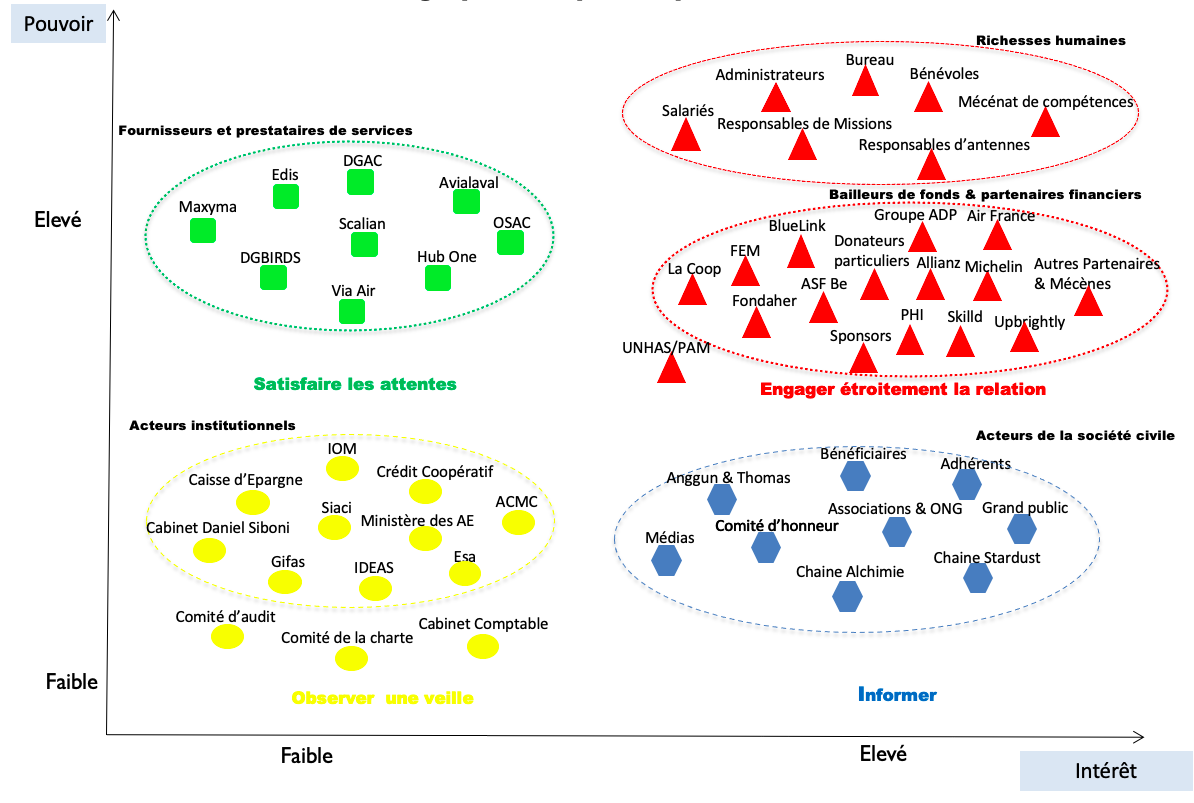 Pouvoir
Richesses humaines
Bureau
Administrateurs
Bénévoles
Mécénat de compétences
Salariés
Responsables de Missions
Responsables d'antennes
Fournisseurs et prestataires de services
DGAC
Edis
Avialaval
Maxyma
Scalian
OSAC
DGBIRDS
Hub One
Via Air
Elevé
Satisfaire les attentes
Bailleurs de fonds & partenaires financiers
Groupe ADP
Air France
BlueLink
Donateurs
particuliers
FEM
La Coop
Allianz
Michelin
Autres Partenaires
& Mécènes
ASF Be
Fondaher
PHI
Skilld
Upbrightly
Sponsors
UNHAS/PAM
Engager étroitement la relation
Acteurs institutionnels
IOM
Crédit Coopératif
Caisse d'Epargne
ACMC
Siaci
Ministère des AE
Cabinet Daniel Siboni
Esa
Gifas
IDEAS
Comité d'audit
Cabinet Comptable
Comité de la charte
Faible
Observer une veille
Acteurs de la société civile
Bénéficiaires
Adhérents
Anggun & Thomas
Associations & ONG
Grand public
Comité d'honneur
Médias
Chaine Stardust
Chaine Alchimie
Informer
Faible
Elevé
Intérêt